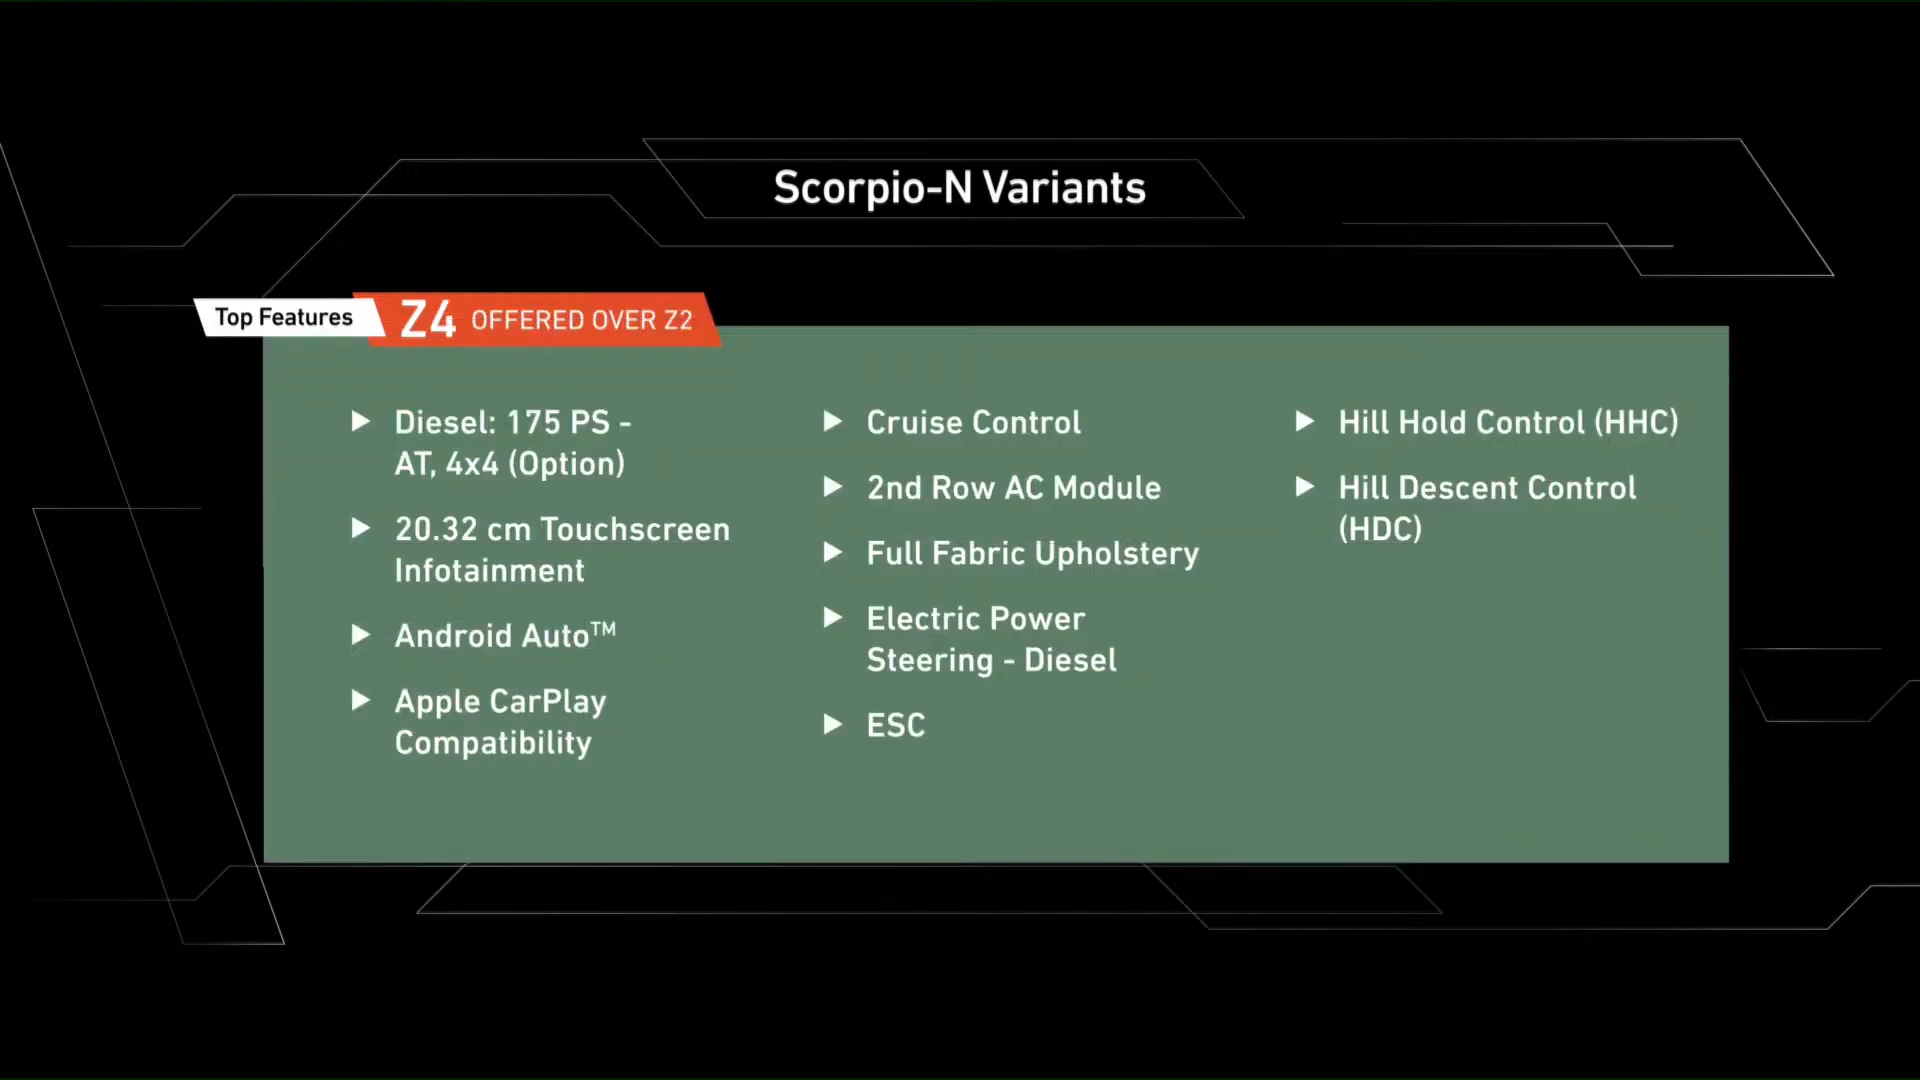 Scorpio-N Variants
Top Features
Z4 OFFERED OVER Z2
Diesel: 175 PS -
AT, 4x4 (Option)
20.32 cm Touchscreen
Infotainment
Android Auto™
Apple CarPlay
Compatibility
Cruise Control
2nd Row AC Module
Full Fabric Upholstery
Electric Power
Steering - Diesel
ESC
Hill Hold Control (HHC)
Hill Descent Control
(HDC)